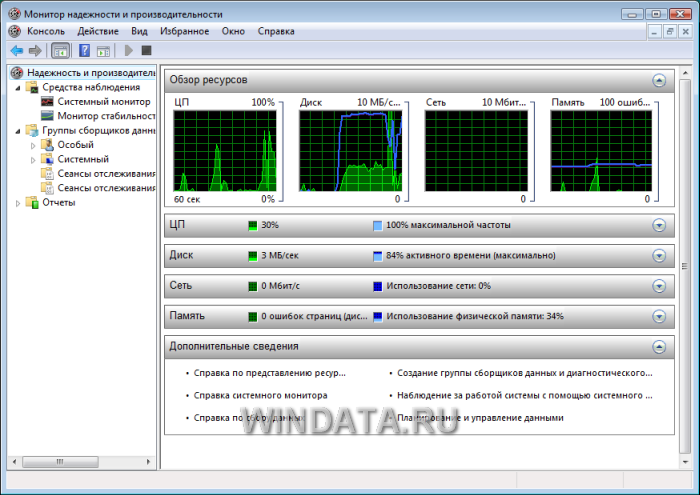 Монитор надежности и производительности
Консоль Действие Вид Избранное Окно Справка
Надежность и производитель
Средства наблюдения
Системный монитор
Монитор стабильност
Группы сборщиков данны
Особый
Системный
Сеансы отслеживания
Сеансы отслеживания
Отчеты
Обзор ресурсов
ЦП 100%
Диск 10 МБ/с...
Сеть 10 Мбит...
Память 100 ошиб...
60 сек 0%
0
0
0
ЦП 30% 100% максимальной частоты
Диск 3 МБ/сек 84% активного времени (максимально)
Сеть 0 Мбит/с Использование сети: 0%
Память 0 ошибок страниц (дис... Использование физической памяти: 34%
Дополнительные сведения
• Справка по представлению ресур... • Создание группы сборщиков данных и диагностического...
• Справка системного монитора • Наблюдение за работой системы с помощью системного ...
• Справка по сбору данных • Планирование и управление данными
WINDATA.RU